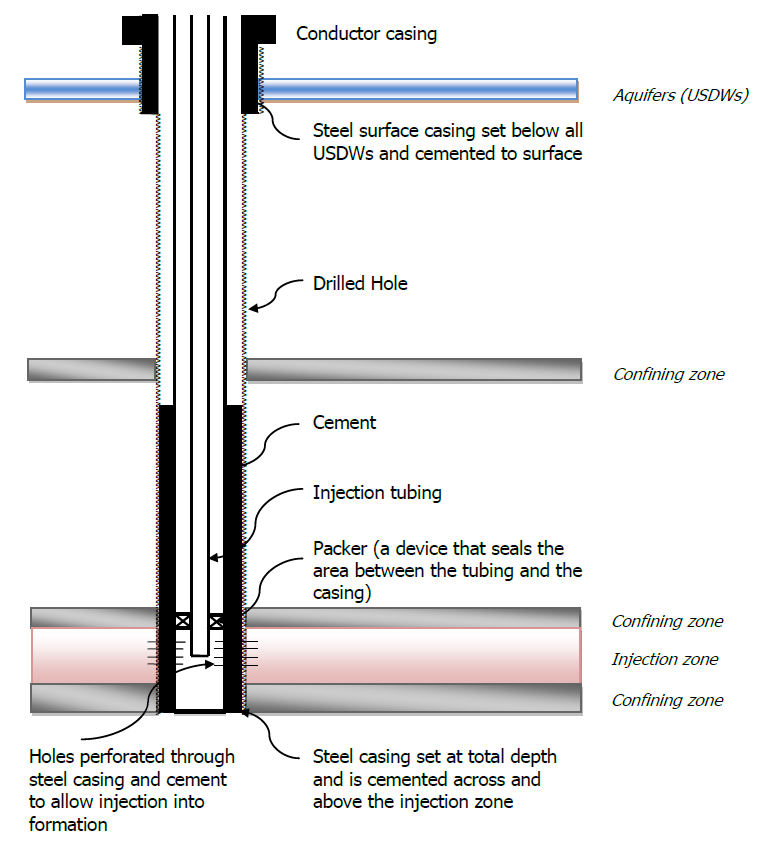 Conductor casing
Aquifers (USDWs)
Steel surface casing set below all
USDWs and cemented to surface
Drilled Hole
Confining zone
Cement
Injection tubing
Packer (a device that seals the
area between the tubing and the
casing)
Confining zone
Injection zone
Confining zone
Holes perforated through
steel casing and cement
to allow injection into
formation
Steel casing set at total depth
and is cemented across and
above the injection zone